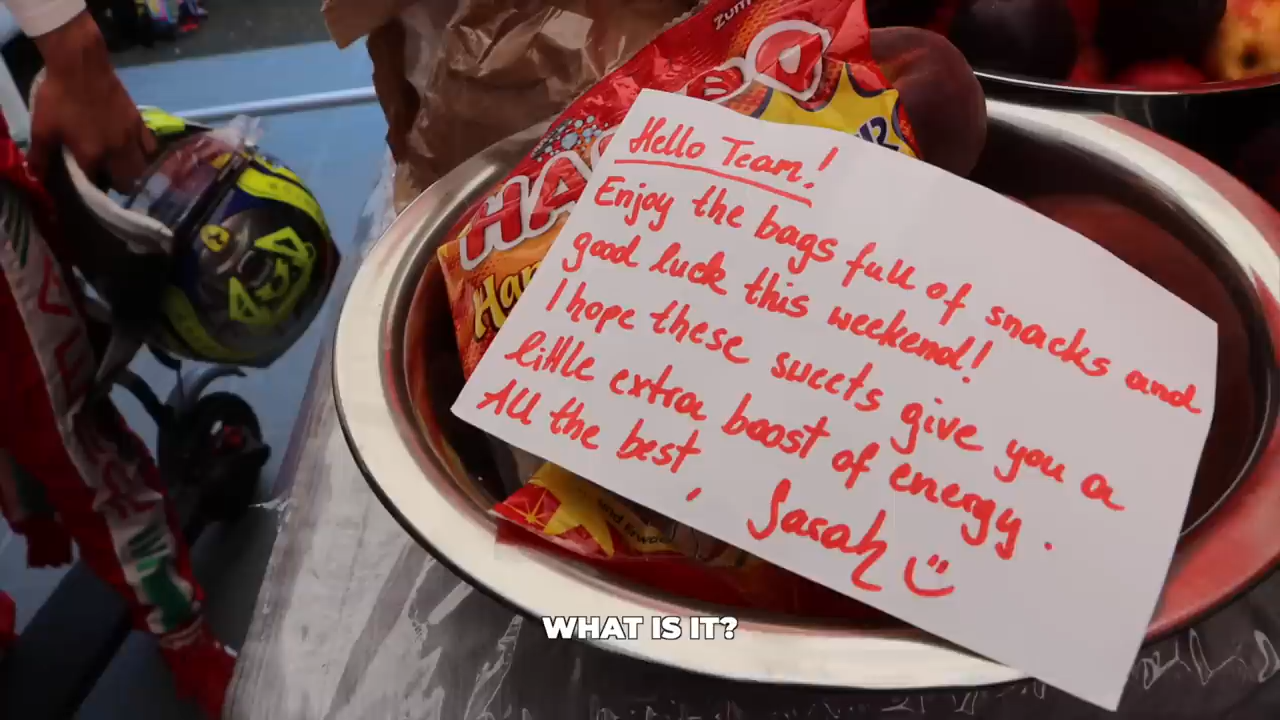 Hello Team!
Enjoy the bags full of snacks and
good luck this weekend!
I hope these sweets give you a
little extra boost of energy.
All the best,
Sarah
WHAT IS IT?